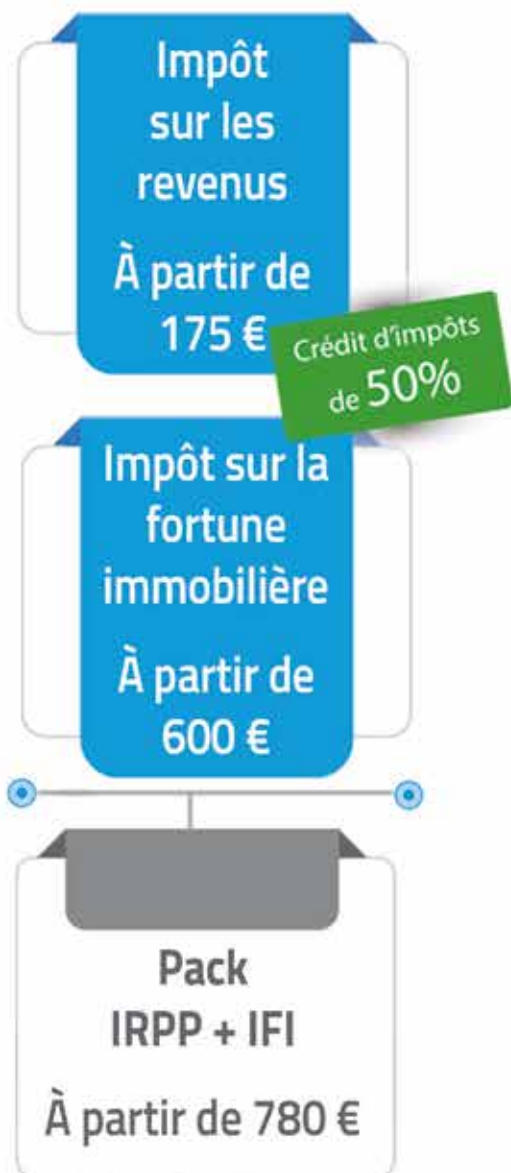 Impôt
sur les
revenus
À partir de
175 €
Crédit d'impôts
de 50%
Impôt sur la
fortune
immobilière
À partir de
600 €
Pack
IRPP + IFI
À partir de 780 €